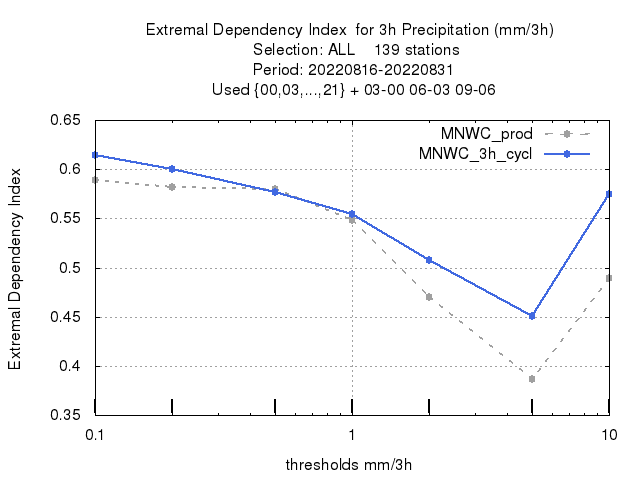 Extremal Dependency Index  for 3h Precipitation (mm/3h)
Selection: ALL    139 stations
Period: 20220816-20220831
Used {00,03,...,21} + 03-00 06-03 09-06
MNWC_prod
MNWC_3h_cycl
0.65
0.6
0.55
0.5
0.45
0.4
0.35
Extremal Dependency Index
0.1
1
10
thresholds mm/3h